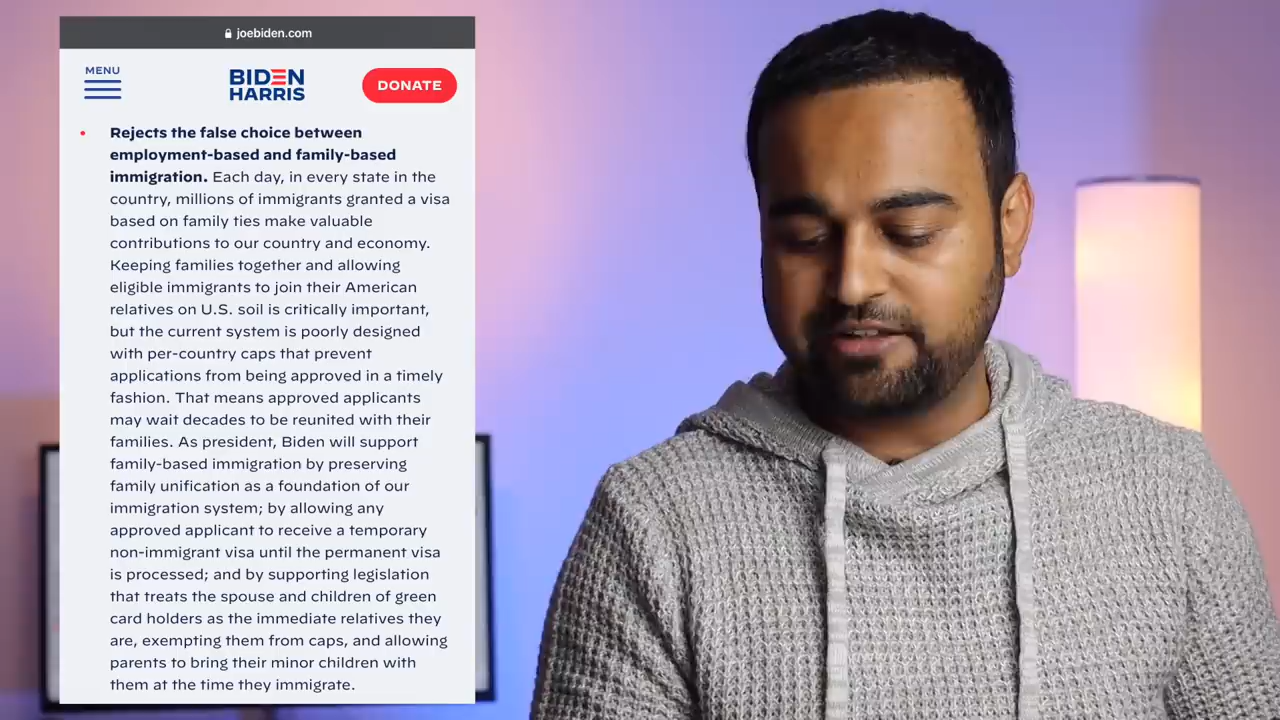 joebiden.com
MENU
BIDEN
HARRIS
DONATE
• Rejects the false choice between
employment-based and family-based
immigration. Each day, in every state in the
country, millions of immigrants granted a visa
based on family ties make valuable
contributions to our country and economy.
Keeping families together and allowing
eligible immigrants to join their American
relatives on U.S. soil is critically important,
but the current system is poorly designed
with per-country caps that prevent
applications from being approved in a timely
fashion. That means approved applicants
may wait decades to be reunited with their
families. As president, Biden will support
family-based immigration by preserving
family unification as a foundation of our
immigration system; by allowing any
approved applicant to receive a temporary
non-immigrant visa until the permanent visa
is processed; and by supporting legislation
that treats the spouse and children of green
card holders as the immediate relatives they
are, exempting them from caps, and allowing
parents to bring their minor children with
them at the time they immigrate.